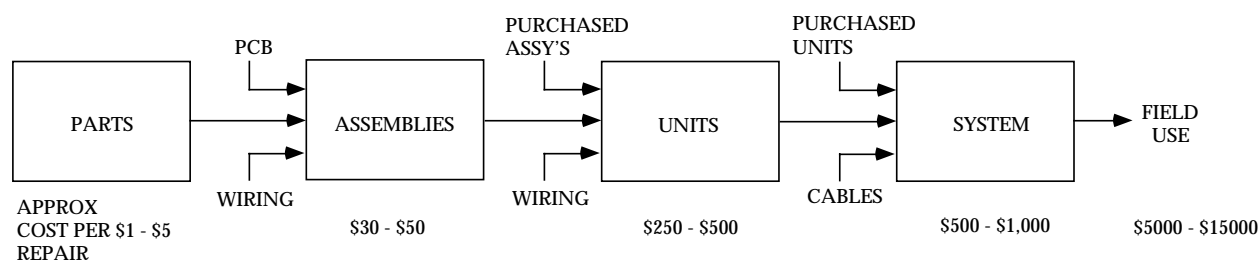 PCB
PURCHASED
ASSY'S
PURCHASED
UNITS
PARTS
ASSEMBLIES
UNITS
SYSTEM
FIELD
USE
WIRING
WIRING
CABLES
APPROX
COST PER $1 - $5
REPAIR
$30 - $50
$250 - $500
$500 - $1,000
$5000 - $15000